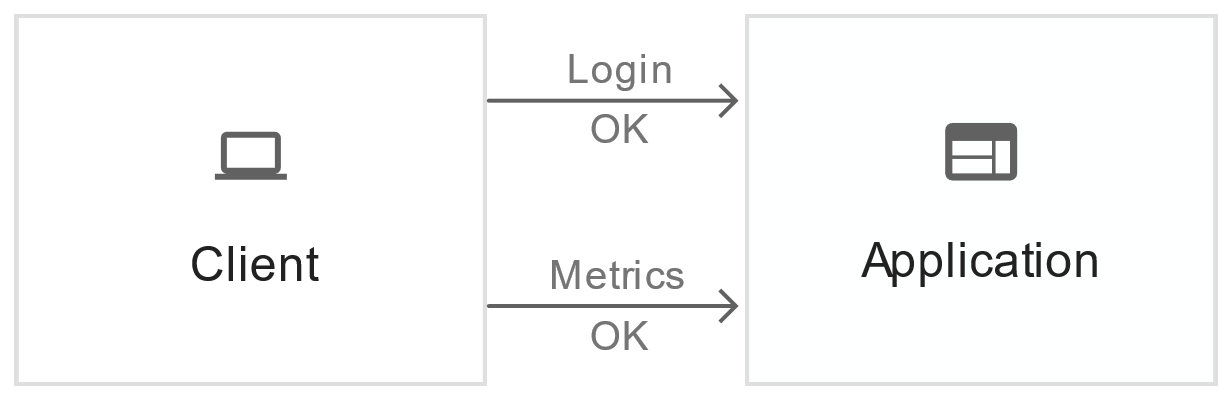 Client
Login
OK
Metrics
OK
Application